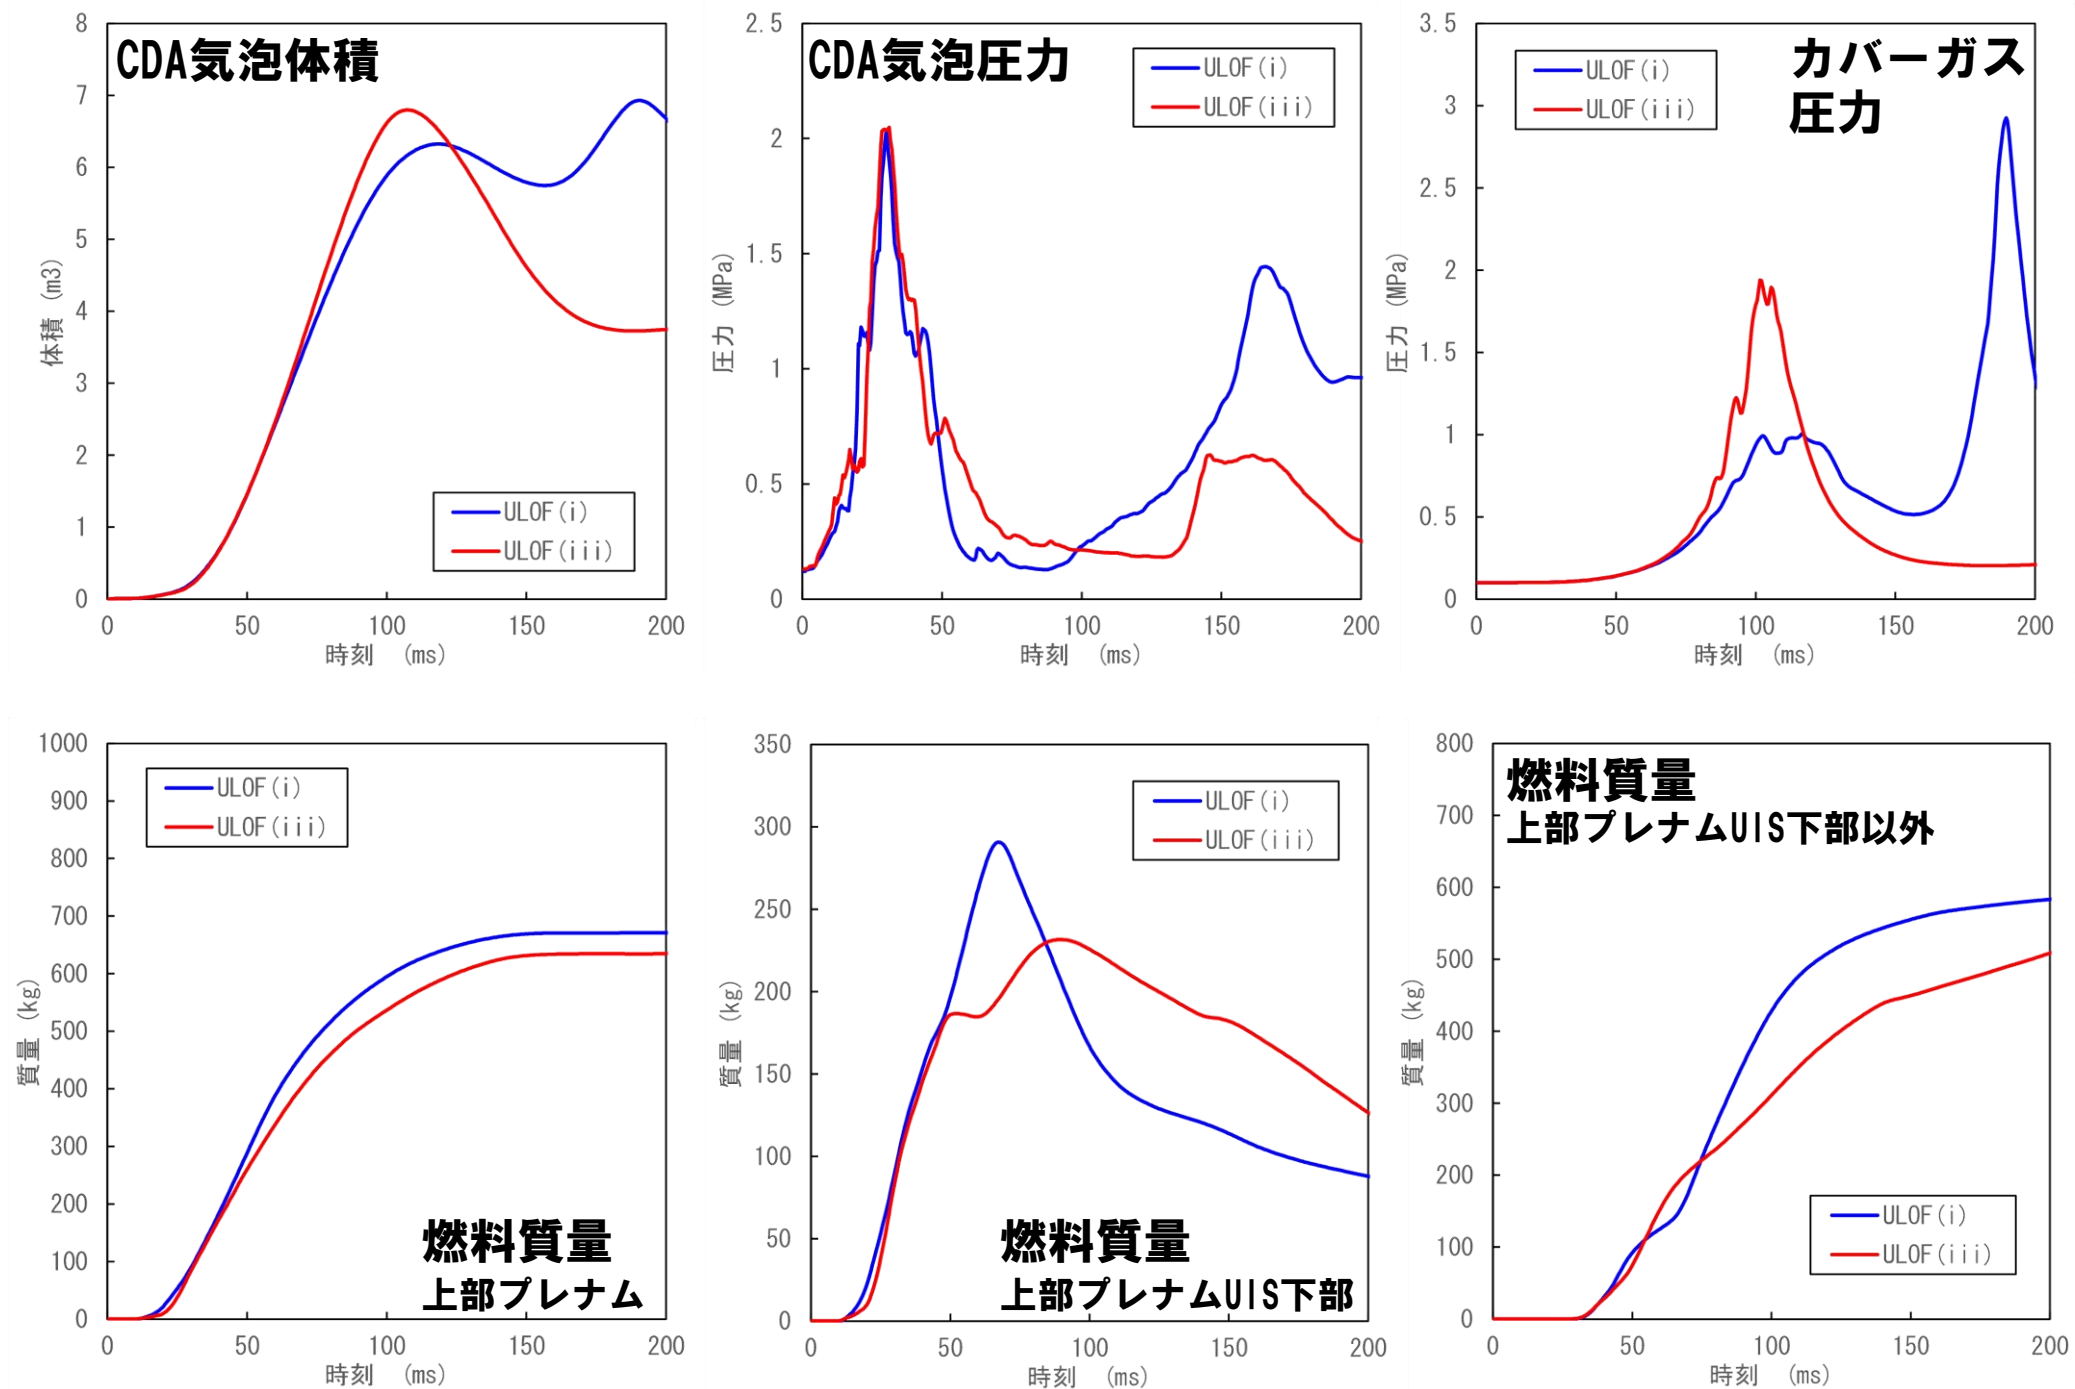 CDA気泡体積
8
7
6
5
4
3
2
1
0
体積 (m3)
0 50 100 150 200
時刻 (ms)
ULOF(i)
ULOF(iii)
CDA気泡圧力
2.5
2
1.5
1
0.5
0
圧力 (MPa)
0 50 100 150 200
時刻 (ms)
ULOF(i)
ULOF(iii)
カバーガス
圧力
3.5
3
2.5
2
1.5
1
0.5
0
圧力 (MPa)
0 50 100 150 200
時刻 (ms)
ULOF(i)
ULOF(iii)
1000
900
800
700
600
500
400
300
200
100
0
質量 (kg)
0 50 100 150 200
時刻 (ms)
ULOF(i)
ULOF(iii)
燃料質量
上部プレナム
350
300
250
200
150
100
50
0
質量 (kg)
0 50 100 150 200
時刻 (ms)
ULOF(i)
ULOF(iii)
燃料質量
上部プレナムUIS下部
燃料質量
上部プレナムUIS下部以外
800
700
600
500
400
300
200
100
0
質量 (kg)
0 50 100 150 200
時刻 (ms)
ULOF(i)
ULOF(iii)